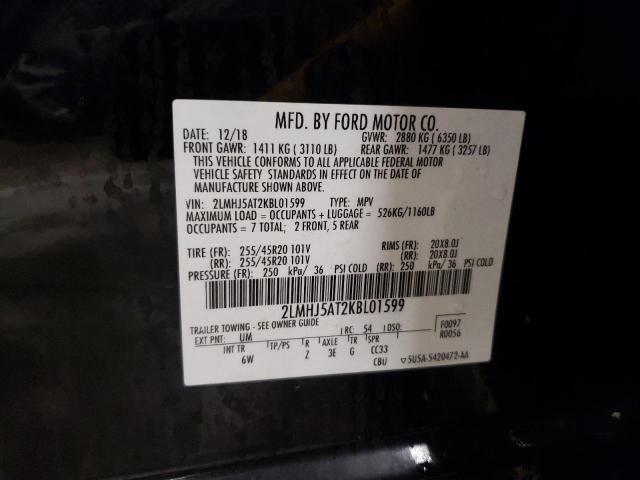 MFD. BY FORD MOTOR CO.
DATE: 12/18 GVWR: 2880 KG ( 6350 LB)
FRONT GAWR: 1411 KG ( 3110 LB) REAR GAWR: 1477 KG ( 3257 LB)
THIS VEHICLE CONFORMS TO ALL APPLICABLE FEDERAL MOTOR
VEHICLE SAFETY STANDARDS IN EFFECT ON THE DATE OF
MANUFACTURE SHOWN ABOVE.
VIN: 2LMHJ5AT2KBL01599 TYPE: MPV
MAXIMUM LOAD = OCCUPANTS + LUGGAGE = 526KG/1160LB
OCCUPANTS = 7 TOTAL; 2 FRONT, 5 REAR
TIRE (FR): 255/45R20 101V RIMS (FR): 20X8.0J
(RR): 255/45R20 101V (RR): 20X8.0J
PRESSURE (FR): 250 kPa/ 36 PSI COLD (RR): 250 kPa/ 36 PSI COLD
2LMHJ5AT2KBL01599
TRAILER TOWING - SEE OWNER GUIDE
EXT PNT: UM RC: 54 DSO: F0097
INT TR TP/PS R AXLE TR SPR R0056
6W Z 3E G CC33
CBU ▽ 5U5A-5420472-AA